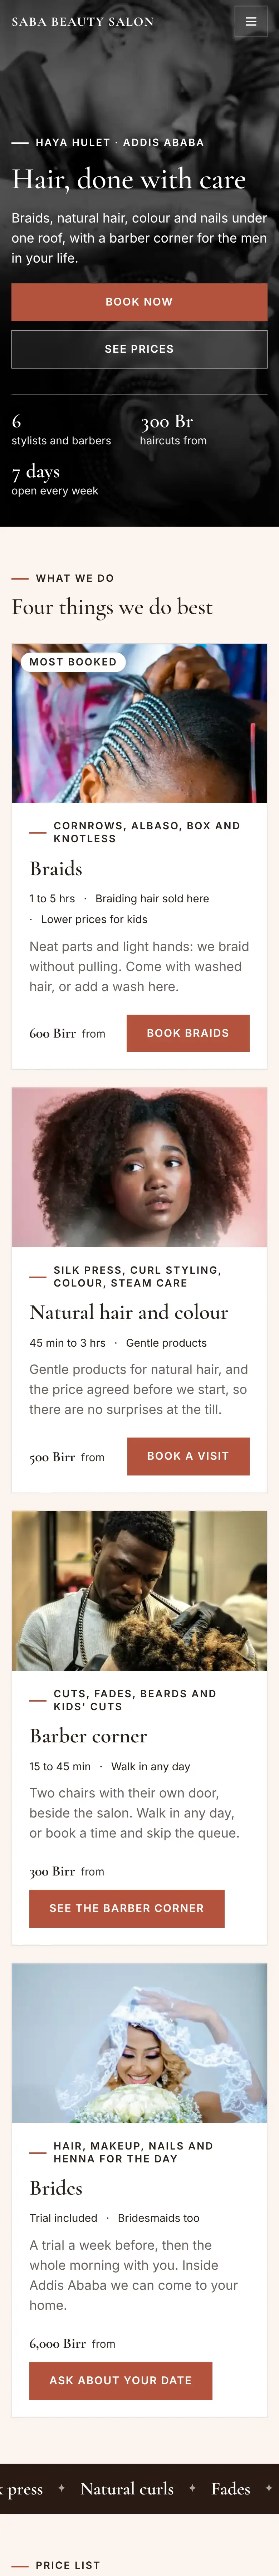 SABA BEAUTY SALON
HAYA HULET · ADDIS ABABA
Hair, done with care
Braids, natural hair, colour and nails under
one roof, with a barber corner for the men
in your life.
BOOK NOW
SEE PRICES
6
stylists and barbers
300 Br
haircuts from
7 days
open every week
WHAT WE DO
Four things we do best
MOST BOOKED
CORNROWS, ALBASO, BOX AND
KNOTLESS
Braids
1 to 5 hrs · Braiding hair sold here
· Lower prices for kids
Neat parts and light hands: we braid
without pulling. Come with washed
hair, or add a wash here.
600 Birr from
BOOK BRAIDS
SILK PRESS, CURL STYLING,
COLOUR, STEAM CARE
Natural hair and colour
45 min to 3 hrs · Gentle products
Gentle products for natural hair, and
the price agreed before we start, so
there are no surprises at the till.
500 Birr from
BOOK A VISIT
CUTS, FADES, BEARDS AND
KIDS' CUTS
Barber corner
15 to 45 min · Walk in any day
Two chairs with their own door,
beside the salon. Walk in any day,
or book a time and skip the queue.
300 Birr from
SEE THE BARBER CORNER
HAIR, MAKEUP, NAILS AND
HENNA FOR THE DAY
Brides
Trial included · Bridesmaids too
A trial a week before, then the
whole morning with you. Inside
Addis Ababa we can come to your
home.
6,000 Birr from
ASK ABOUT YOUR DATE
k press ✦ Natural curls ✦ Fades ✦
PRICE LIST